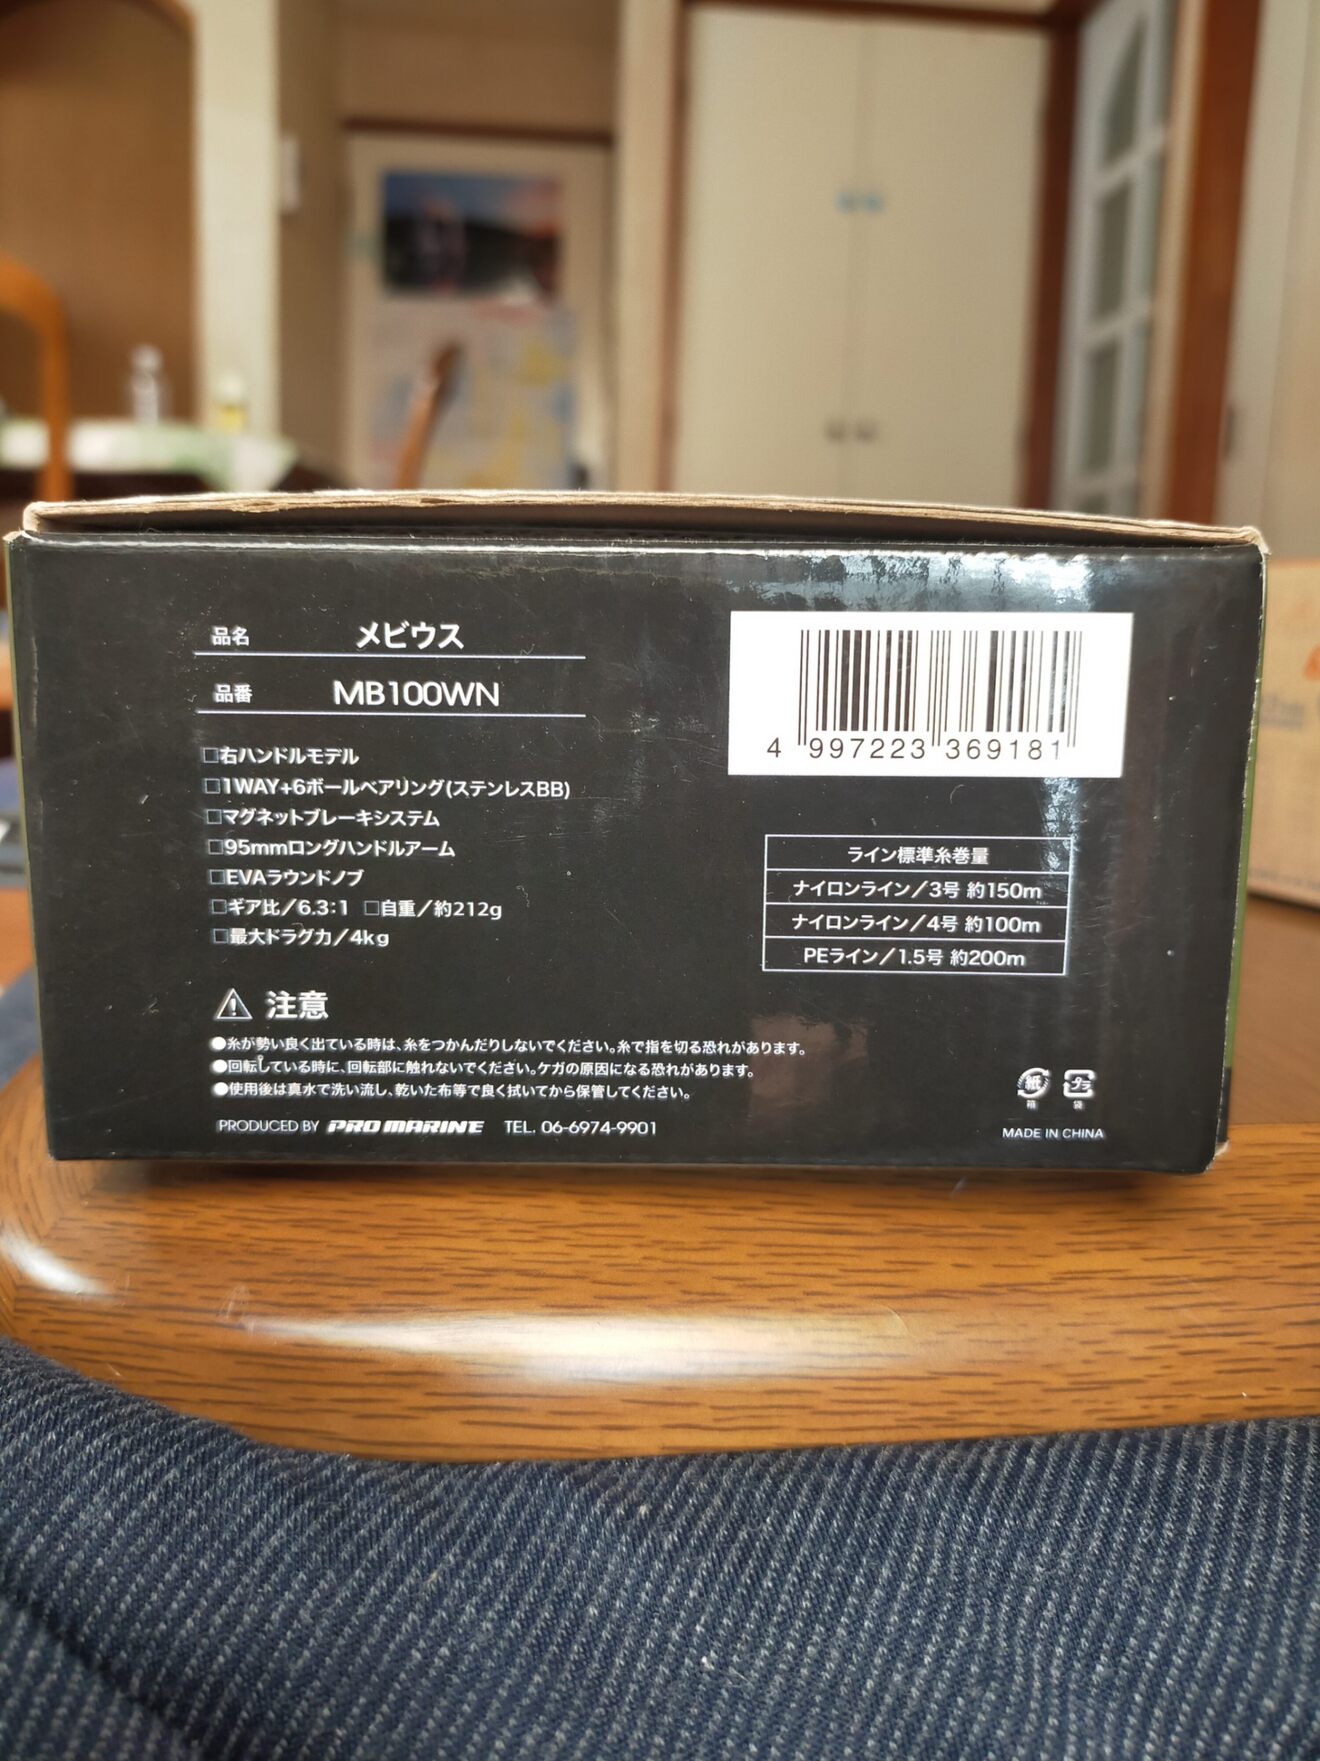 品名 メビウス
品番 MB100WN
□右ハンドルモデル
□1WAY+6ボールベアリング(ステンレスBB)
□マグネットブレーキシステム
□95mmロングハンドルアーム
□EVAラウンドノブ
□ギア比/6.3:1 □自重/約212g
□最大ドラグ力/4kg
4 997223 369181
ライン標準糸巻量
ナイロンライン/3号 約150m
ナイロンライン/4号 約100m
PEライン/1.5号 約200m
注意
●糸が勢い良く出ている時は、糸をつかんだりしないでください。糸で指を切る恐れがあります。
●回転している時に、回転部に触れないでください。ケガの原因になる恐れがあります。
●使用後は真水で洗い流し、乾いた布等で良く拭いてから保管してください。
PRODUCED BY PRO MARINE TEL. 06-6974-9901
紙 プラ
箱 袋
MADE IN CHINA